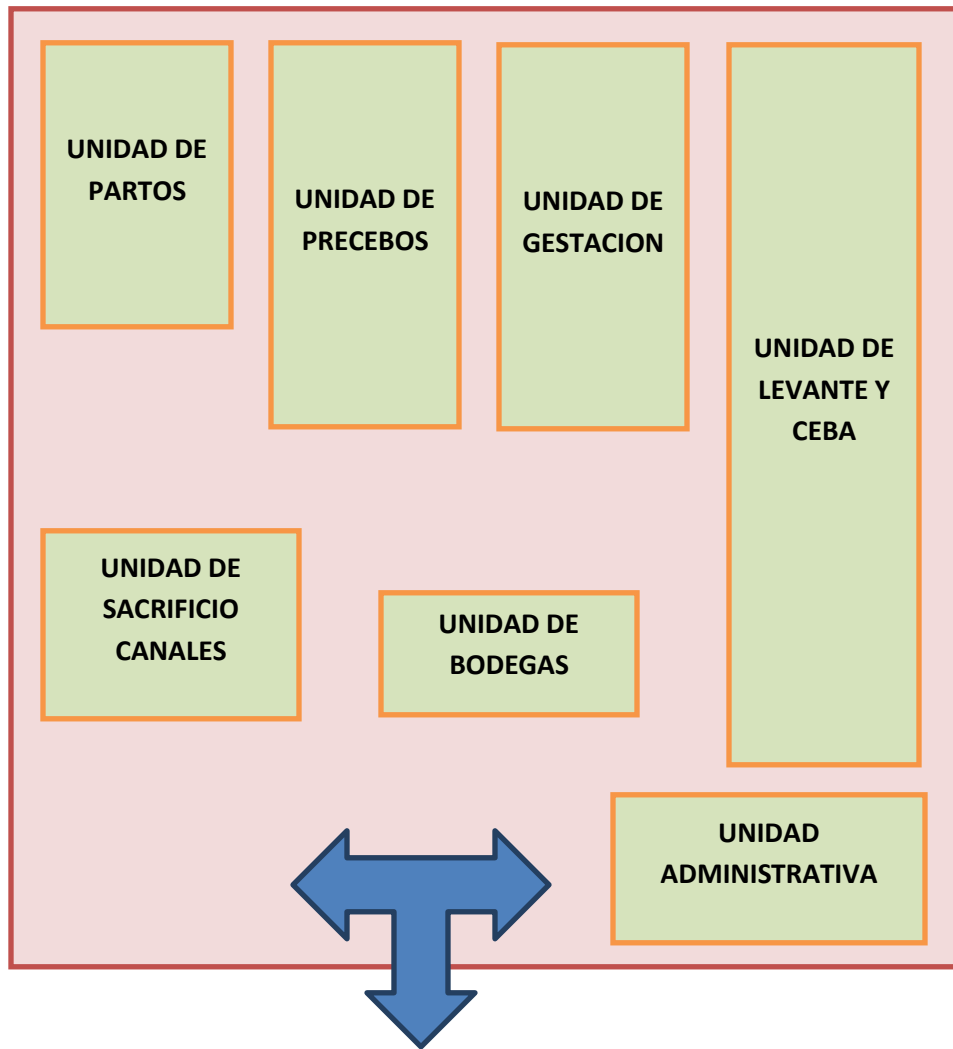 UNIDAD DE
PARTOS
UNIDAD DE
PRECEBOS
UNIDAD DE
GESTACION
UNIDAD DE
LEVANTE Y
CEBA
UNIDAD DE
SACRIFICIO
CANALES
UNIDAD DE
BODEGAS
UNIDAD
ADMINISTRATIVA